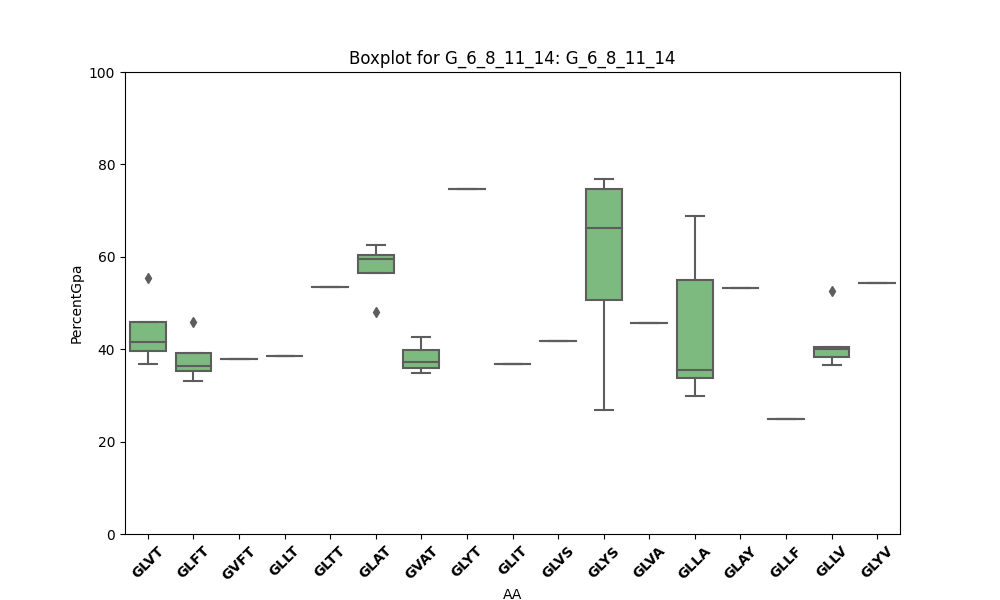 Boxplot for G_6_8_11_14: G_6_8_11_14
PercentGpa
100
80
60
40
20
0
GLVT GLFT GVFT GLLT GLTT GLAT GVAT GLYT GLIT GLVS GLYS GLVA GLLA GLAY GLLF GLLV GLYV
AA